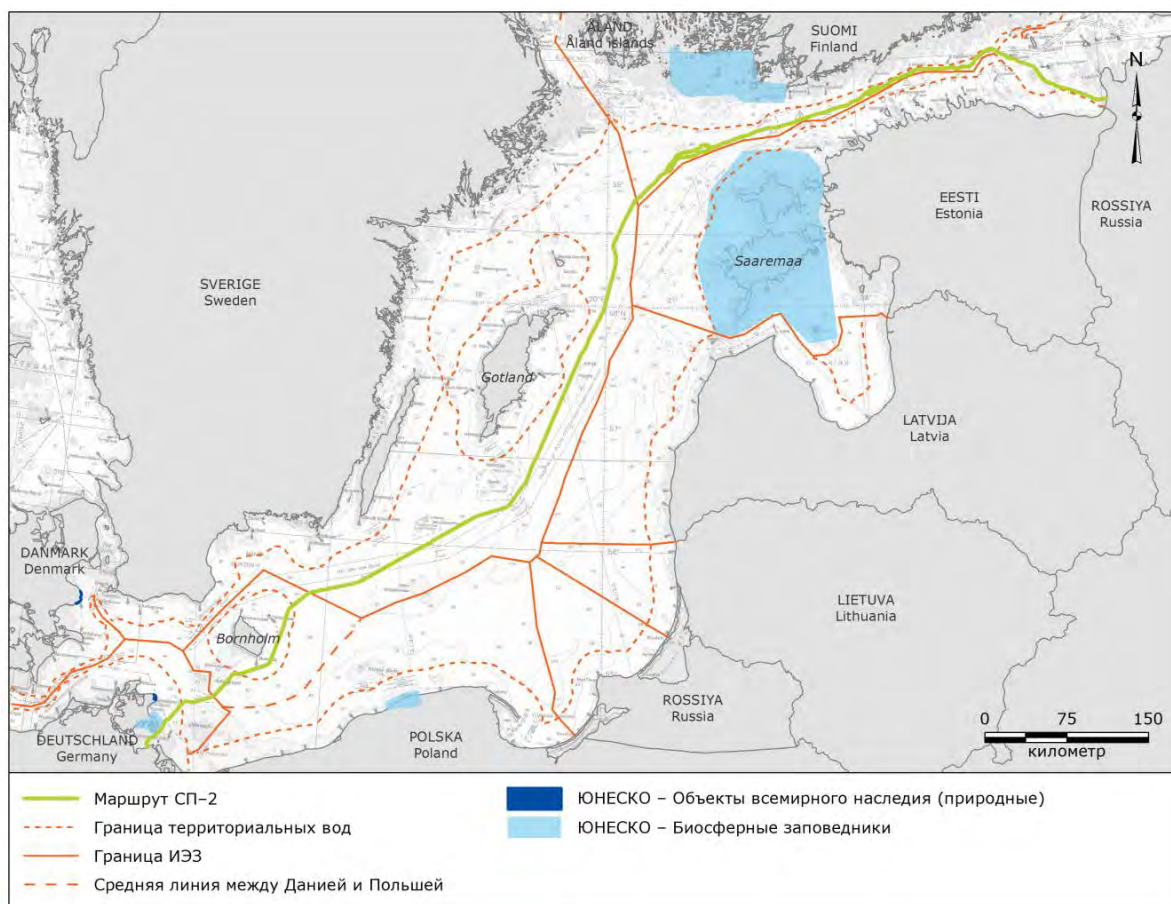 ÅLAND
Åland islands
SUOMI
Finland
N
EESTI
Estonia
ROSSIYA
Russia
SVERIGE
Sweden
Saaremaa
Gotland
LATVIJA
Latvia
DANMARK
Denmark
Bornholm
LIETUVA
Lithuania
ROSSIYA
Russia
DEUTSCHLAND
Germany
POLSKA
Poland
0 75 150
километр
Маршрут СП–2
Граница территориальных вод
Граница ИЭЗ
Средняя линия между Данией и Польшей
ЮНЕСКО – Объекты всемирного наследия (природные)
ЮНЕСКО – Биосферные заповедники